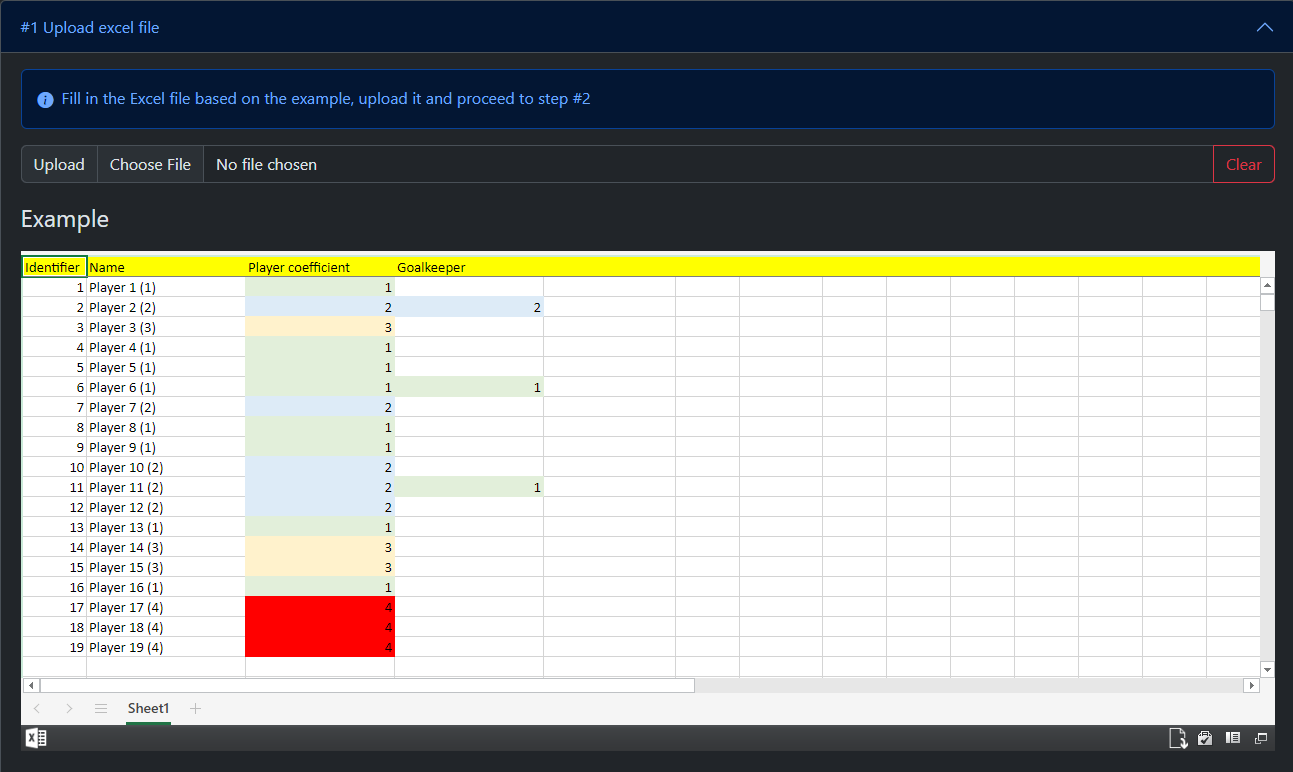 #1 Upload excel file
Fill in the Excel file based on the example, upload it and proceed to step #2
Upload Choose File No file chosen Clear
Example
Identifier Name Player coefficient Goalkeeper
1 Player 1 (1) 1
2 Player 2 (2) 2 2
3 Player 3 (3) 3
4 Player 4 (1) 1
5 Player 5 (1) 1
6 Player 6 (1) 1 1
7 Player 7 (2) 2
8 Player 8 (1) 1
9 Player 9 (1) 1
10 Player 10 (2) 2
11 Player 11 (2) 2 1
12 Player 12 (2) 2
13 Player 13 (1) 1
14 Player 14 (3) 3
15 Player 15 (3) 3
16 Player 16 (1) 1
17 Player 17 (4) 4
18 Player 18 (4) 4
19 Player 19 (4) 4
Sheet1